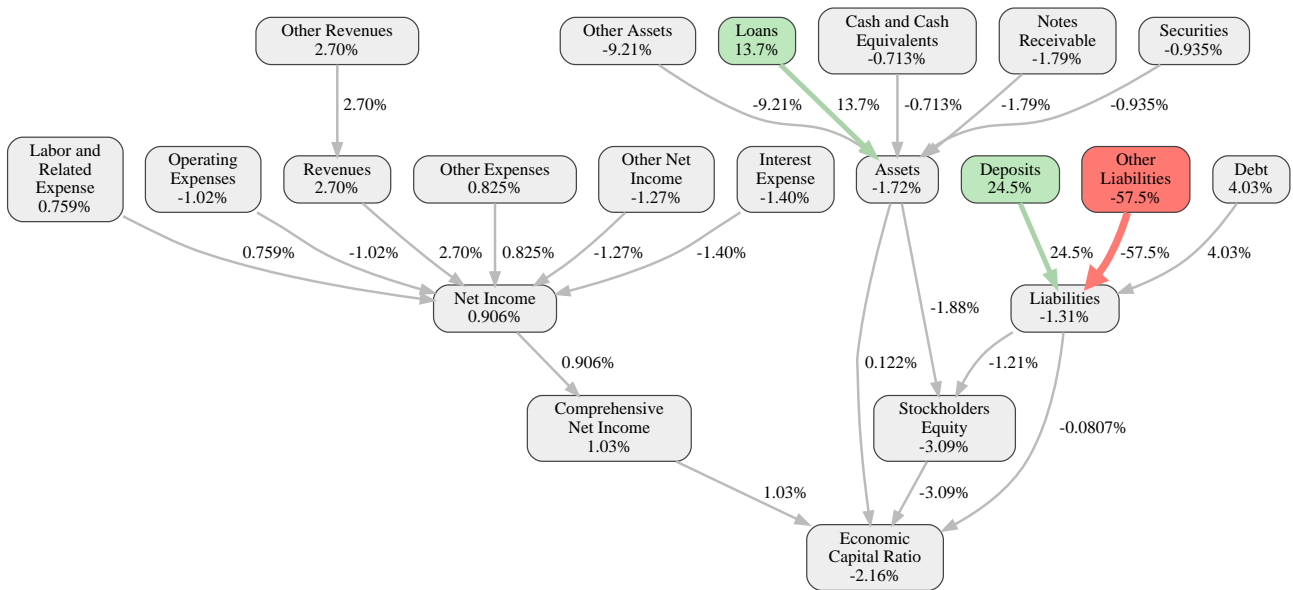 Other Revenues
2.70%
Other Assets
-9.21%
Loans
13.7%
Cash and Cash
Equivalents
-0.713%
Notes
Receivable
-1.79%
Securities
-0.935%
2.70%
-9.21%
13.7%
-0.713%
-1.79%
-0.935%
Labor and
Related
Expense
0.759%
Operating
Expenses
-1.02%
Revenues
2.70%
Other Expenses
0.825%
Other Net
Income
-1.27%
Interest
Expense
-1.40%
Assets
-1.72%
Deposits
24.5%
Other
Liabilities
-57.5%
Debt
4.03%
0.759%
-1.02%
2.70%
0.825%
-1.27%
-1.40%
24.5%
-57.5%
4.03%
Net Income
0.906%
-1.88%
Liabilities
-1.31%
0.906%
0.122%
-1.21%
Comprehensive
Net Income
1.03%
Stockholders
Equity
-3.09%
-0.0807%
1.03%
-3.09%
Economic
Capital Ratio
-2.16%